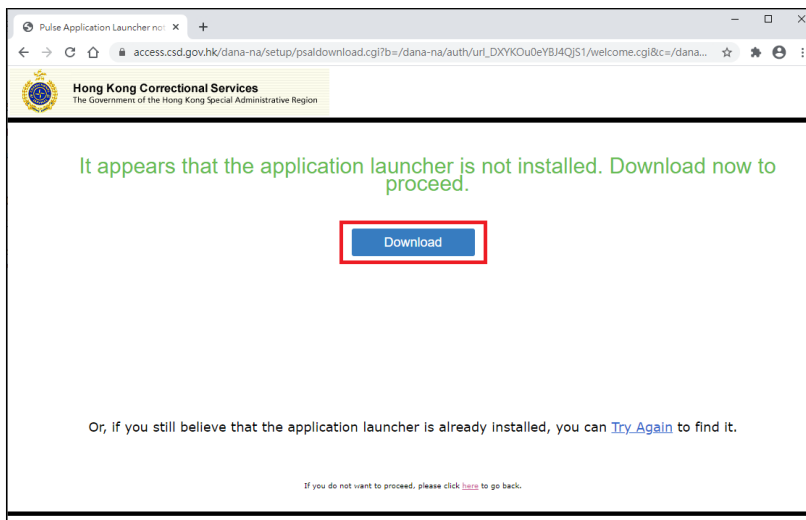 Pulse Application Launcher not
access.csd.gov.hk/dana-na/setup/psaldownload.cgi?b=/dana-na/auth/url_DXYKOu0eYBJ4QjS1/welcome.cgi&c=/dana...
Hong Kong Correctional Services
The Government of the Hong Kong Special Administrative Region
It appears that the application launcher is not installed. Download now to
proceed.
Download
Or, if you still believe that the application launcher is already installed, you can Try Again to find it.
If you do not want to proceed, please click here to go back.